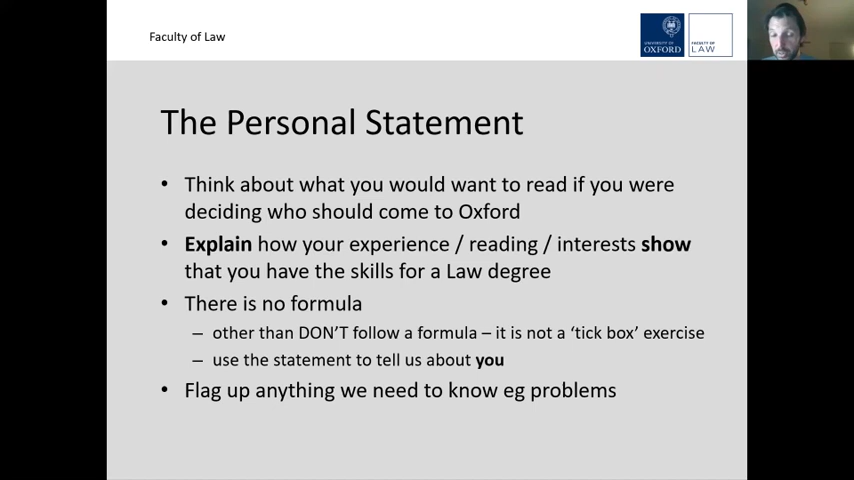 Faculty of Law
UNIVERSITY OF
OXFORD
FACULTY OF
LAW
The Personal Statement
• Think about what you would want to read if you were
deciding who should come to Oxford
• Explain how your experience / reading / interests show
that you have the skills for a Law degree
• There is no formula
– other than DON'T follow a formula – it is not a 'tick box' exercise
– use the statement to tell us about you
• Flag up anything we need to know eg problems